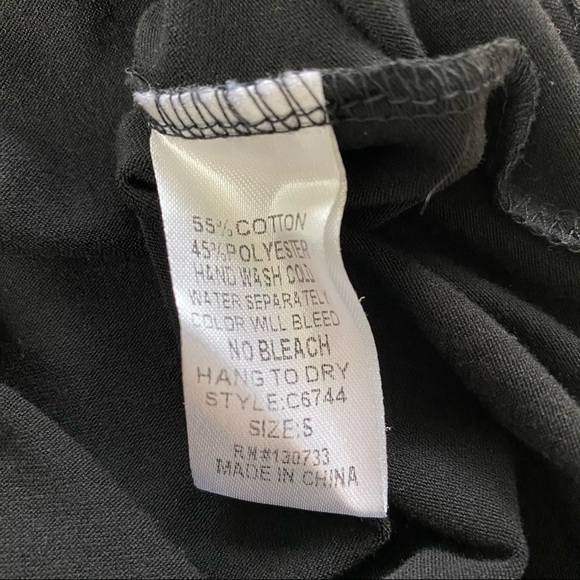 55%COTTON
45%POLYESTER
HAND WASH COLD
WATER SEPARATELY
COLOR WILL BLEED
NO BLEACH
HANG TO DRY
STYLE:C6744
SIZE:S
RN#130733
MADE IN CHINA